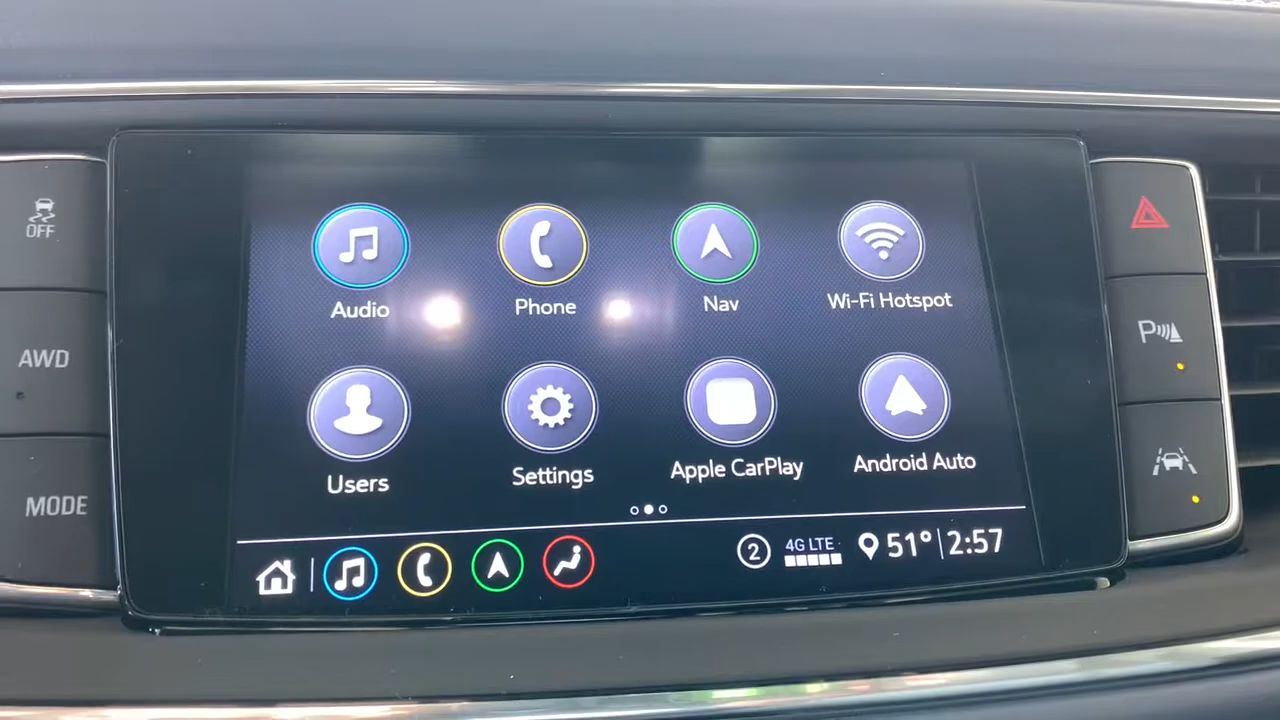 OFF
AWD
MODE
Audio
Phone
Nav
Wi-Fi Hotspot
Users
Settings
Apple CarPlay
Android Auto
2
4G LTE
51°
2:57
P